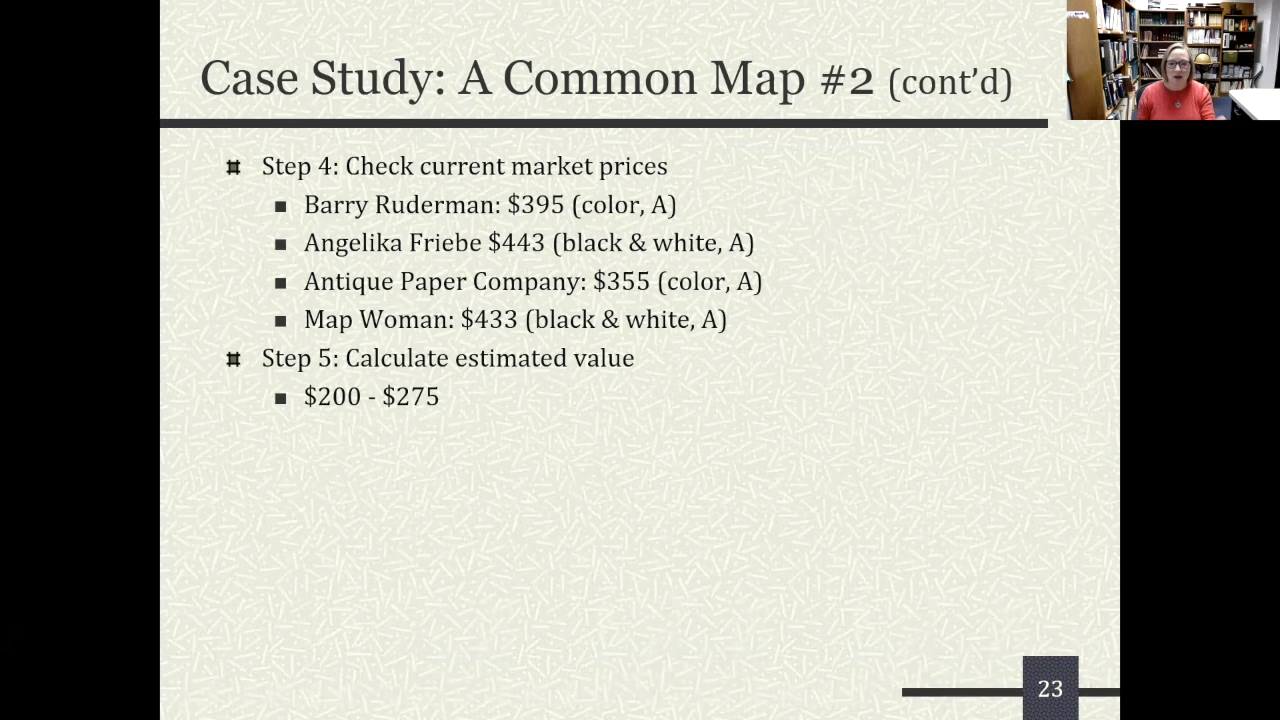 Case Study: A Common Map #2 (cont’d)
Step 4: Check current market prices
Barry Ruderman: $395 (color, A)
Angelika Friebe $443 (black & white, A)
Antique Paper Company: $355 (color, A)
Map Woman: $433 (black & white, A)
Step 5: Calculate estimated value
$200 - $275
23